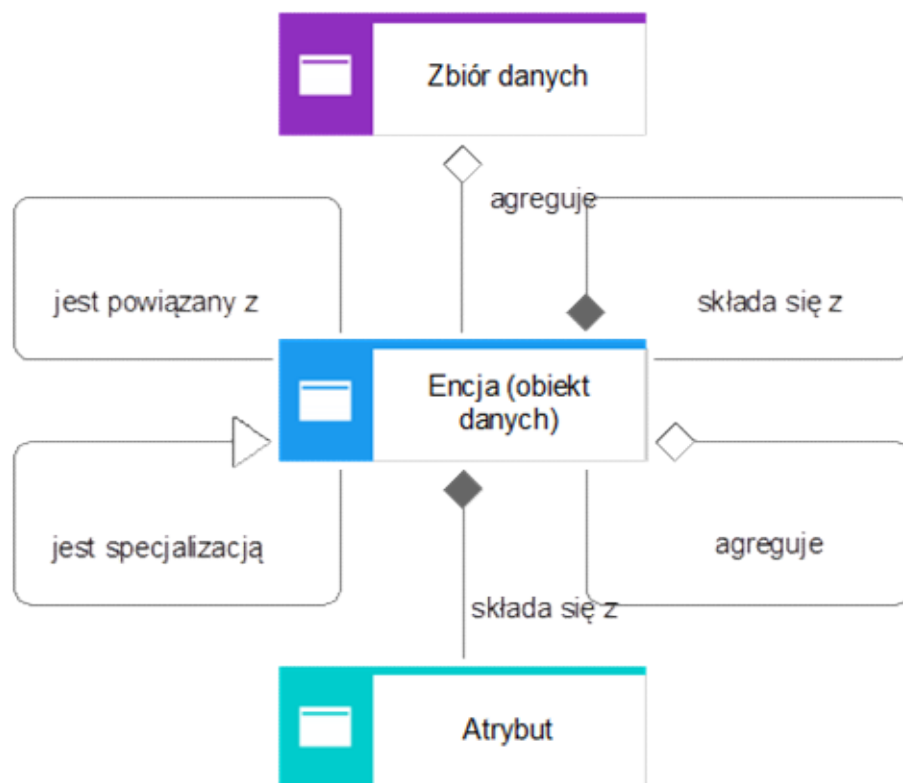 Zbiór danych
agreguje
jest powiązany z
składa się z
Encja (obiekt
danych)
jest specjalizacją
agreguje
składa się z
Atrybut